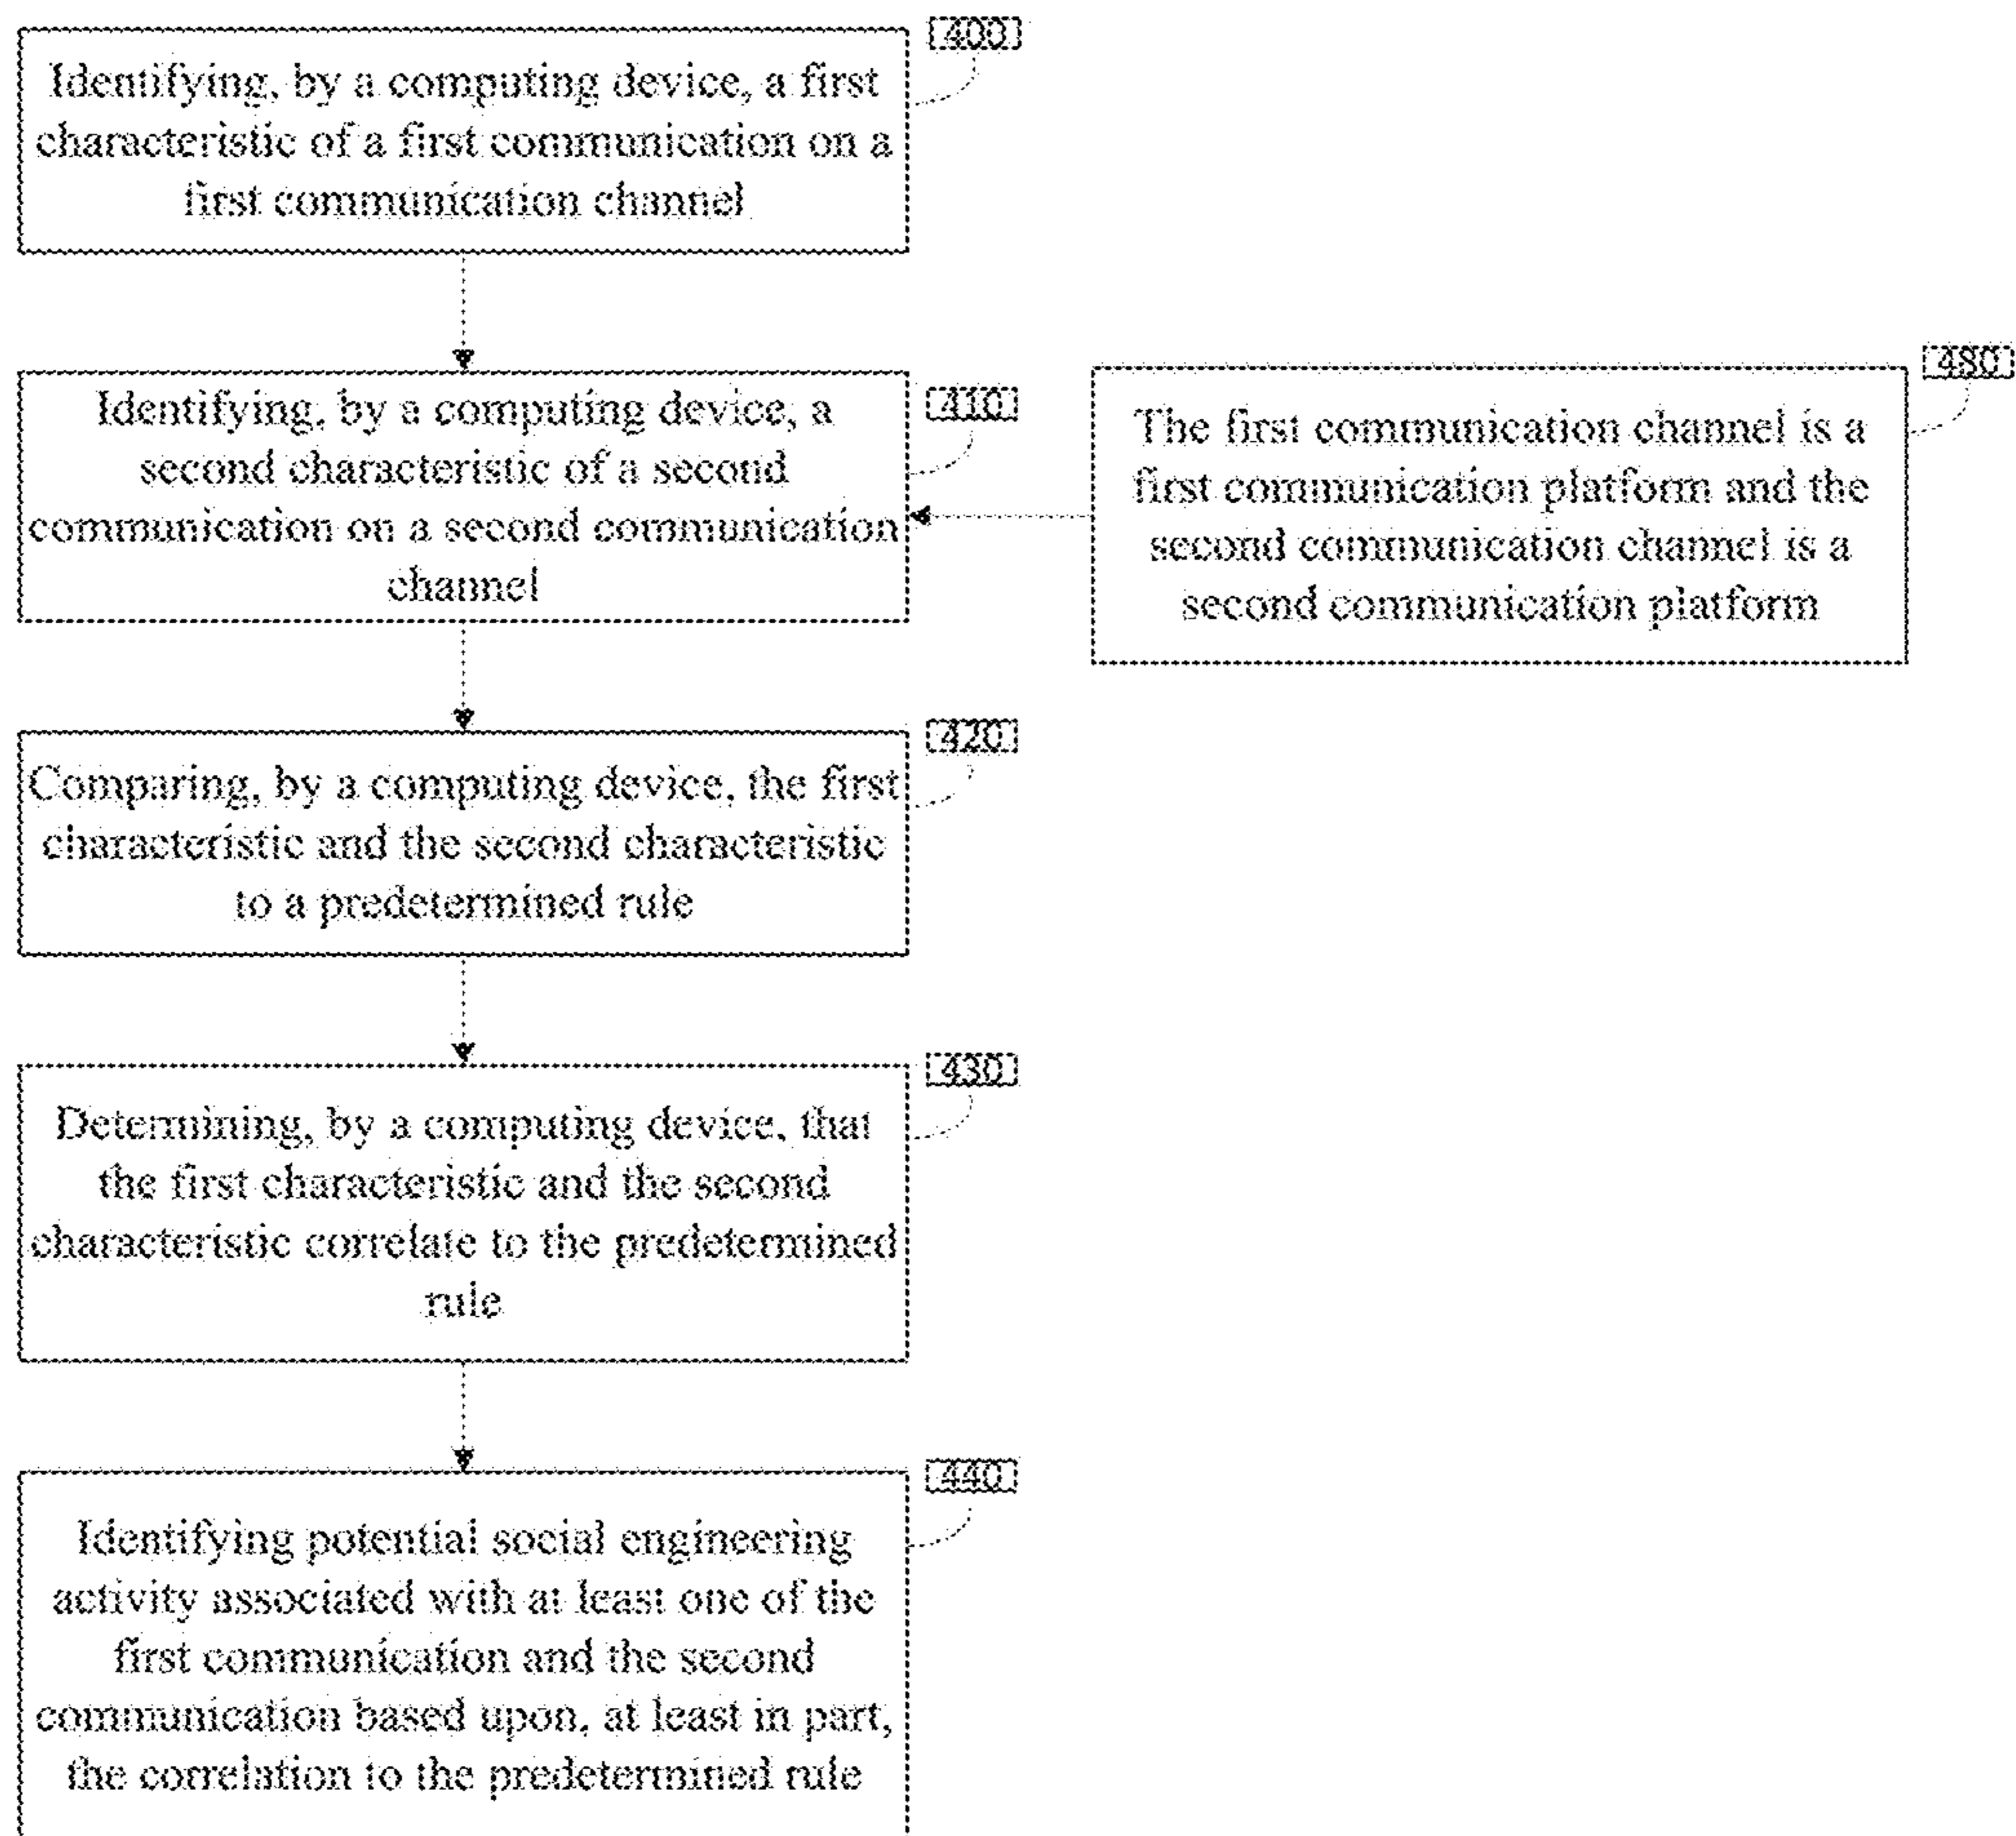 400
Identifying, by a computing device, a first
characteristic of a first communication on a
first communication channel
410
Identifying, by a computing device, a
second characteristic of a second
communication on a second communication
channel
480
The first communication channel is a
first communication platform and the
second communication channel is a
second communication platform
420
Comparing, by a computing device, the first
characteristic and the second characteristic
to a predetermined rule
430
Determining, by a computing device, that
the first characteristic and the second
characteristic correlate to the predetermined
rule
440
Identifying potential social engineering
activity associated with at least one of the
first communication and the second
communication based upon, at least in part,
the correlation to the predetermined rule